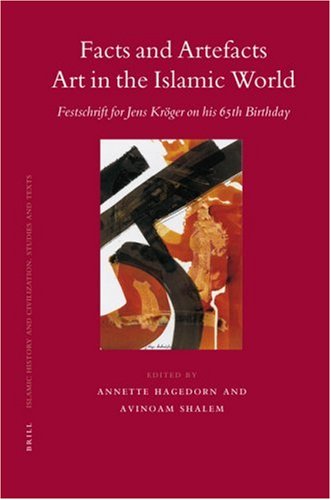 Facts and Artefacts
Art in the Islamic World
Festschrift for Jens Kröger on his 65th Birthday
EDITED BY
ANNETTE HAGEDORN AND
AVINOAM SHALEM
BRILL
ISLAMIC HISTORY AND CIVILIZATION. STUDIES AND TEXTS